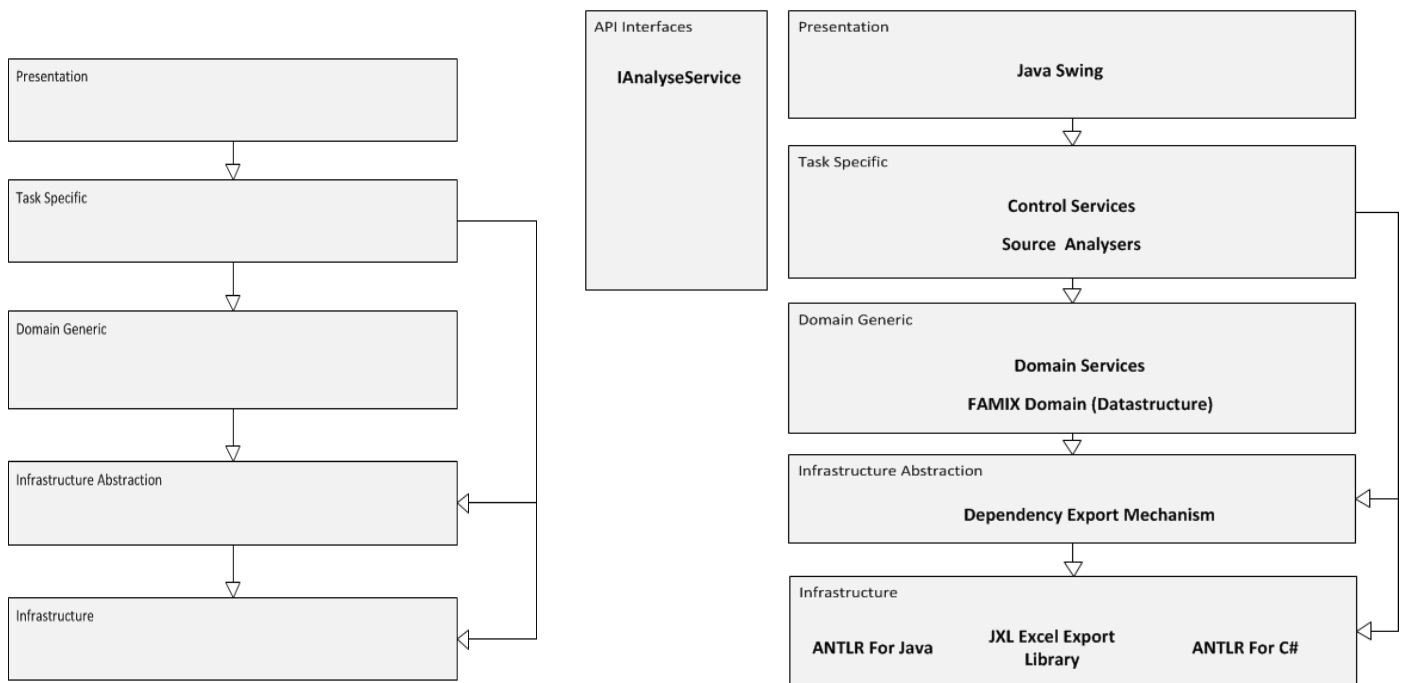 Presentation
Task Specific
Domain Generic
Infrastructure Abstraction
Infrastructure
API Interfaces
IAnalyseService
Presentation
Java Swing
Task Specific
Control Services
Source Analysers
Domain Generic
Domain Services
FAMIX Domain (Datastructure)
Infrastructure Abstraction
Dependency Export Mechanism
Infrastructure
ANTLR For Java
JXL Excel Export
Library
ANTLR For C#